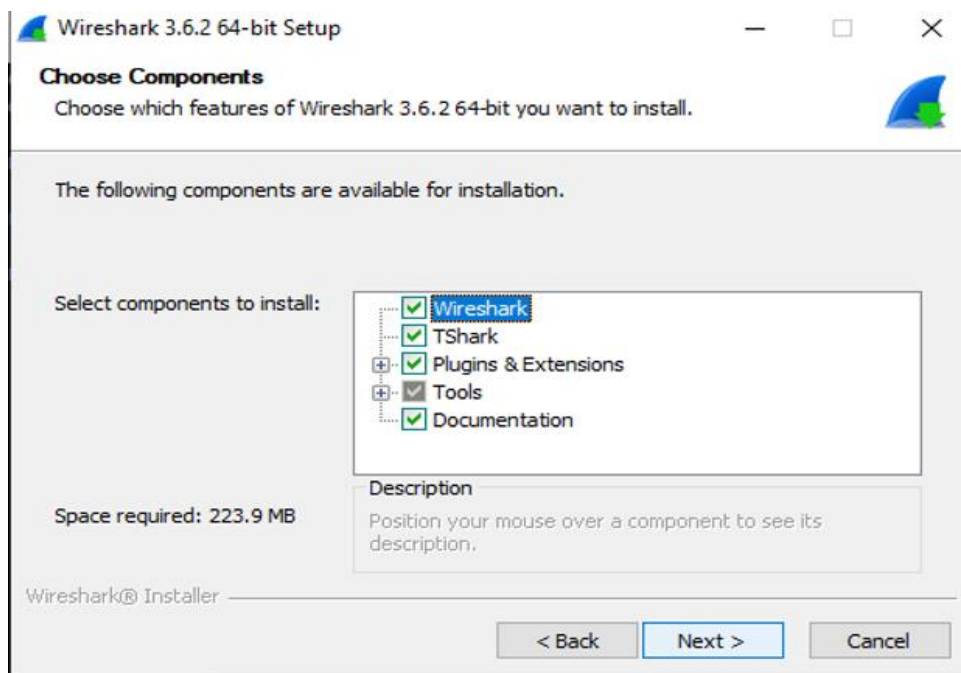 Wireshark 3.6.2 64-bit Setup
Choose Components
Choose which features of Wireshark 3.6.2 64-bit you want to install.
The following components are available for installation.
Select components to install:
Wireshark
TShark
Plugins & Extensions
Tools
Documentation
Space required: 223.9 MB
Description
Position your mouse over a component to see its
description.
Wireshark® Installer
< Back
Next >
Cancel